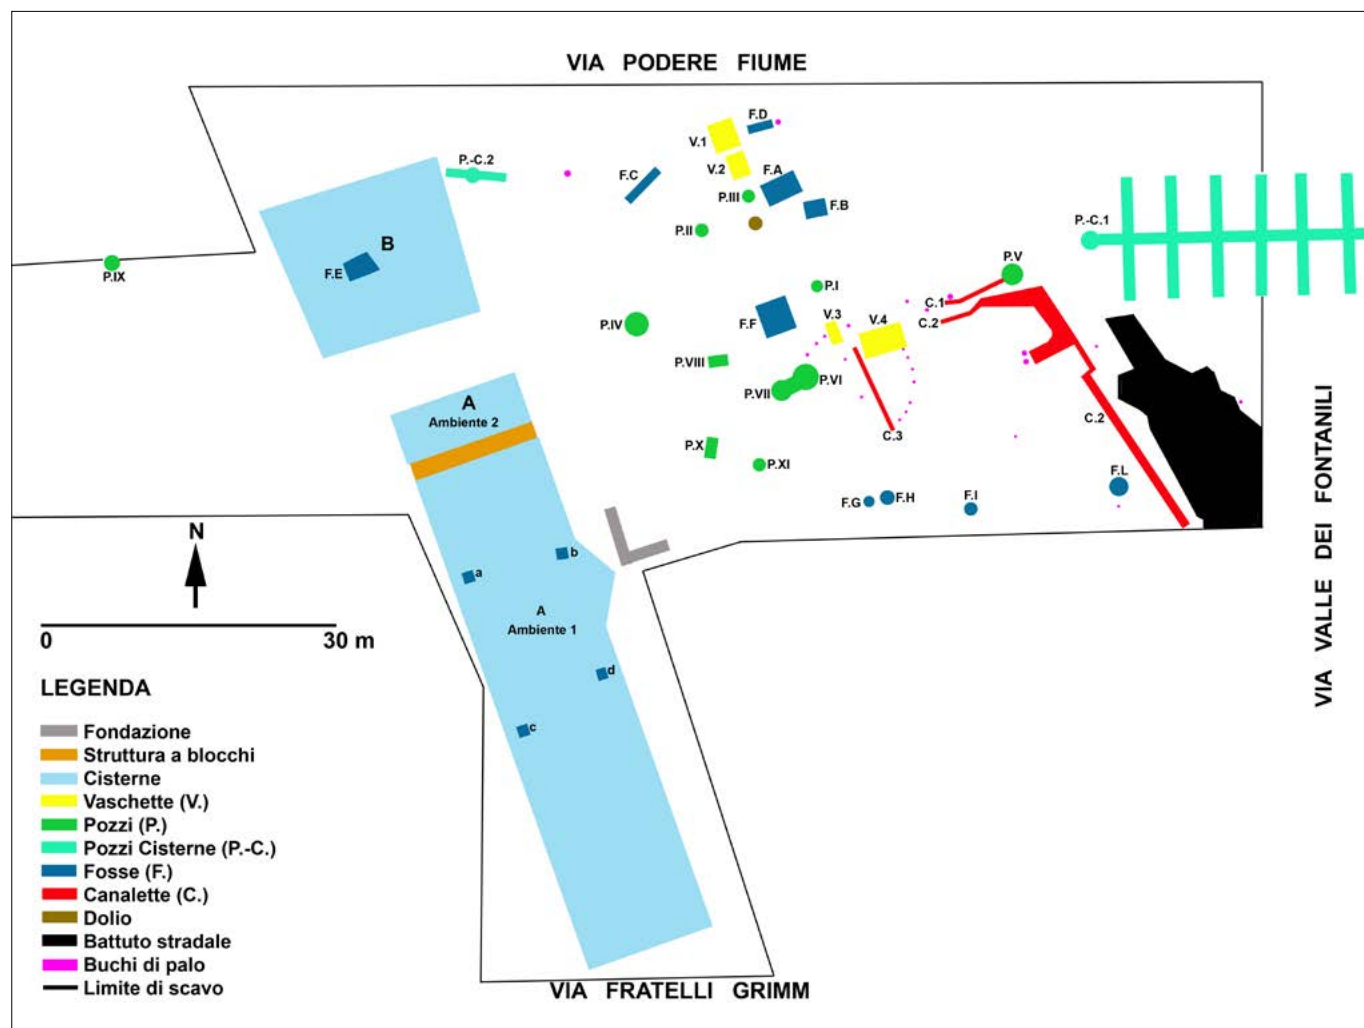 VIA PODERE FIUME
F.D
V.1
P.-C.2
V.2
F.C
F.A
P.III
F.B
P.II
P.-C.1
B
F.E
P.V
P.IX
P.I
C.1
V.3
V.4
C.2
P.IV
F.F
P.VIII
P.VI
P.VII
A
Ambiente 2
C.2
C.3
P.X
P.XI
F.L
F.G
F.H
F.I
VIA VALLE DEI FONTANILI
N
b
a
A
Ambiente 1
0 30 m
d
c
LEGENDA
Fondazione
Struttura a blocchi
Cisterne
Vaschette (V.)
Pozzi (P.)
Pozzi Cisterne (P.-C.)
Fosse (F.)
Canalette (C.)
Dolio
Battuto stradale
Buchi di palo
Limite di scavo
VIA FRATELLI GRIMM